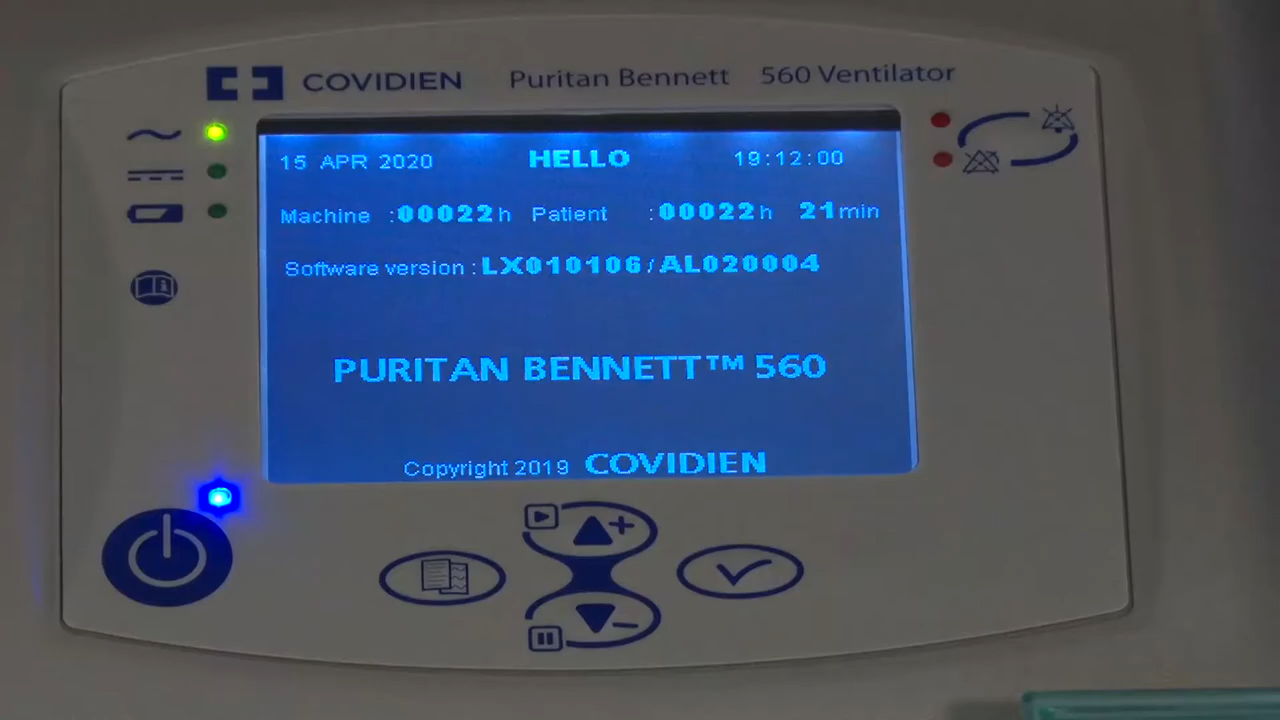 COVIDIEN Puritan Bennett 560 Ventilator
15 APR 2020 HELLO 19:12:00
Machine :00022h Patient :00022h 21min
Software version : LX010106/AL020004
PURITAN BENNETT™ 560
Copyright 2019 COVIDIEN